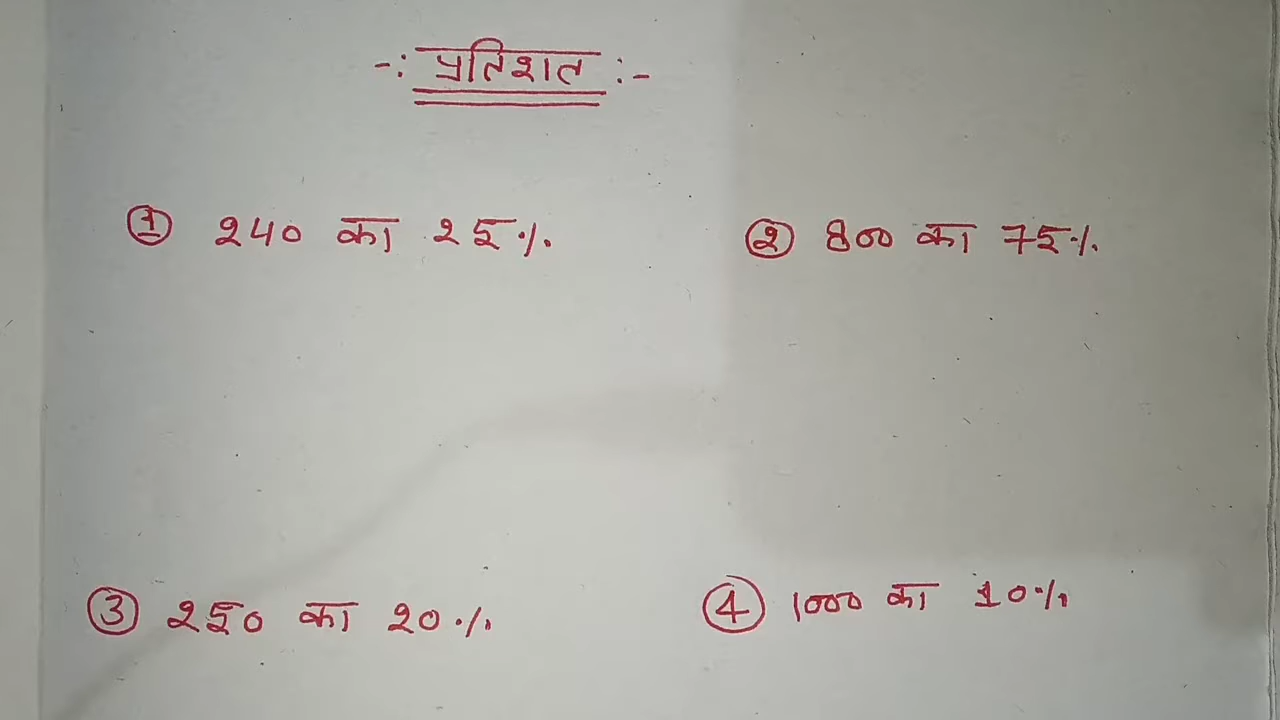 -: प्रतिशत :-
① 240 का 25%
② 800 का 75%
③ 250 का 20%
④ 1000 का 10%